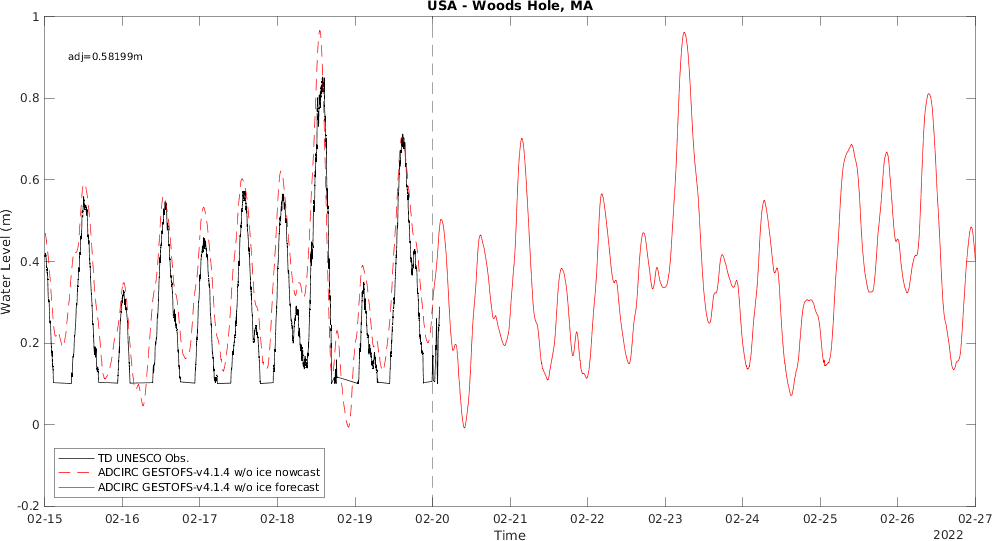 USA - Woods Hole, MA
1
adj=0.58199m
0.8
0.6
0.4
0.2
0
-0.2
Water Level (m)
TD UNESCO Obs.
ADCIRC GESTOFS-v4.1.4 w/o ice nowcast
ADCIRC GESTOFS-v4.1.4 w/o ice forecast
02-15 02-16 02-17 02-18 02-19 02-20 02-21 02-22 02-23 02-24 02-25 02-26 02-27
Time
2022